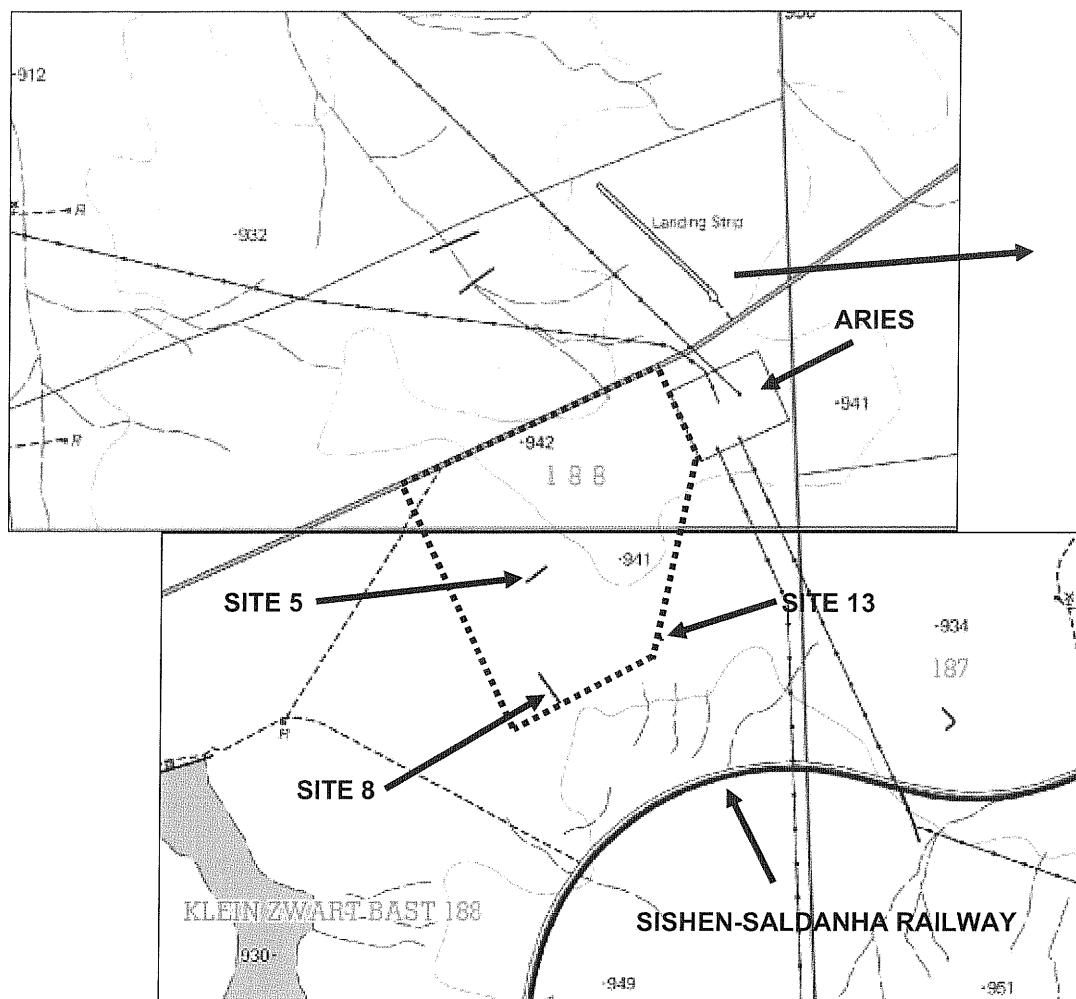 -912
R
-932
Landing Strip
ARIES
-941
R
-942
188
-941
SITE 5
SITE 13
-934
187
R
SITE 8
KLEIN ZWART-BAST 188
SISHEN-SALDANHA RAILWAY
930-
-949
-951